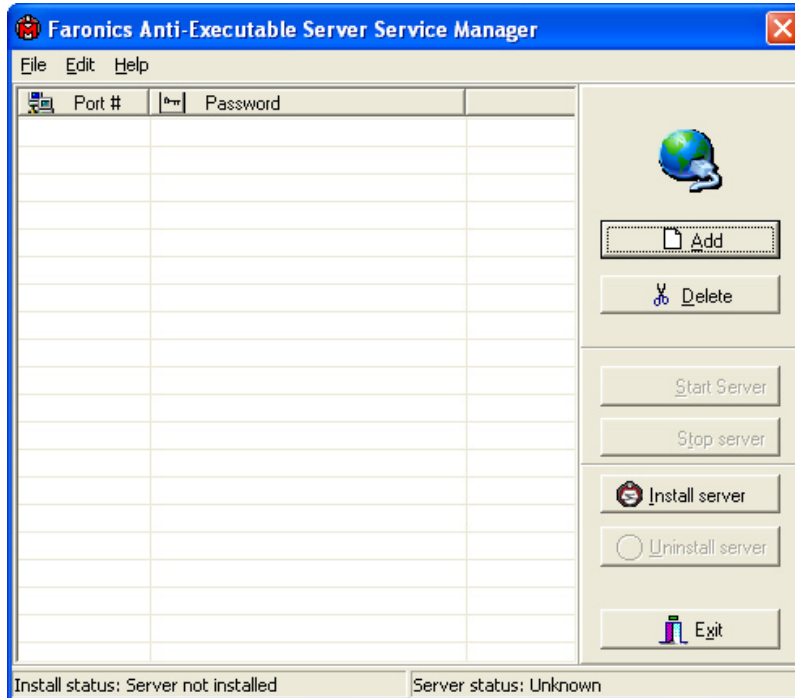 Faronics Anti-Executable Server Service Manager
File Edit Help
Port # Password
Add
Delete
Start Server
Stop server
Install server
Uninstall server
Exit
Install status: Server not installed Server status: Unknown